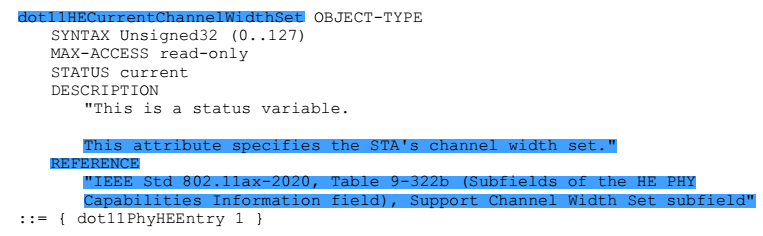 dot11HECurrentChannelWidthSet OBJECT-TYPE
SYNTAX Unsigned32 (0..127)
MAX-ACCESS read-only
STATUS current
DESCRIPTION
"This is a status variable.
This attribute specifies the STA's channel width set."
REFERENCE
"IEEE Std 802.11ax-2020, Table 9-322b (Subfields of the HE PHY
Capabilities Information field), Support Channel Width Set subfield"
::= { dot11PhyHEEntry 1 }